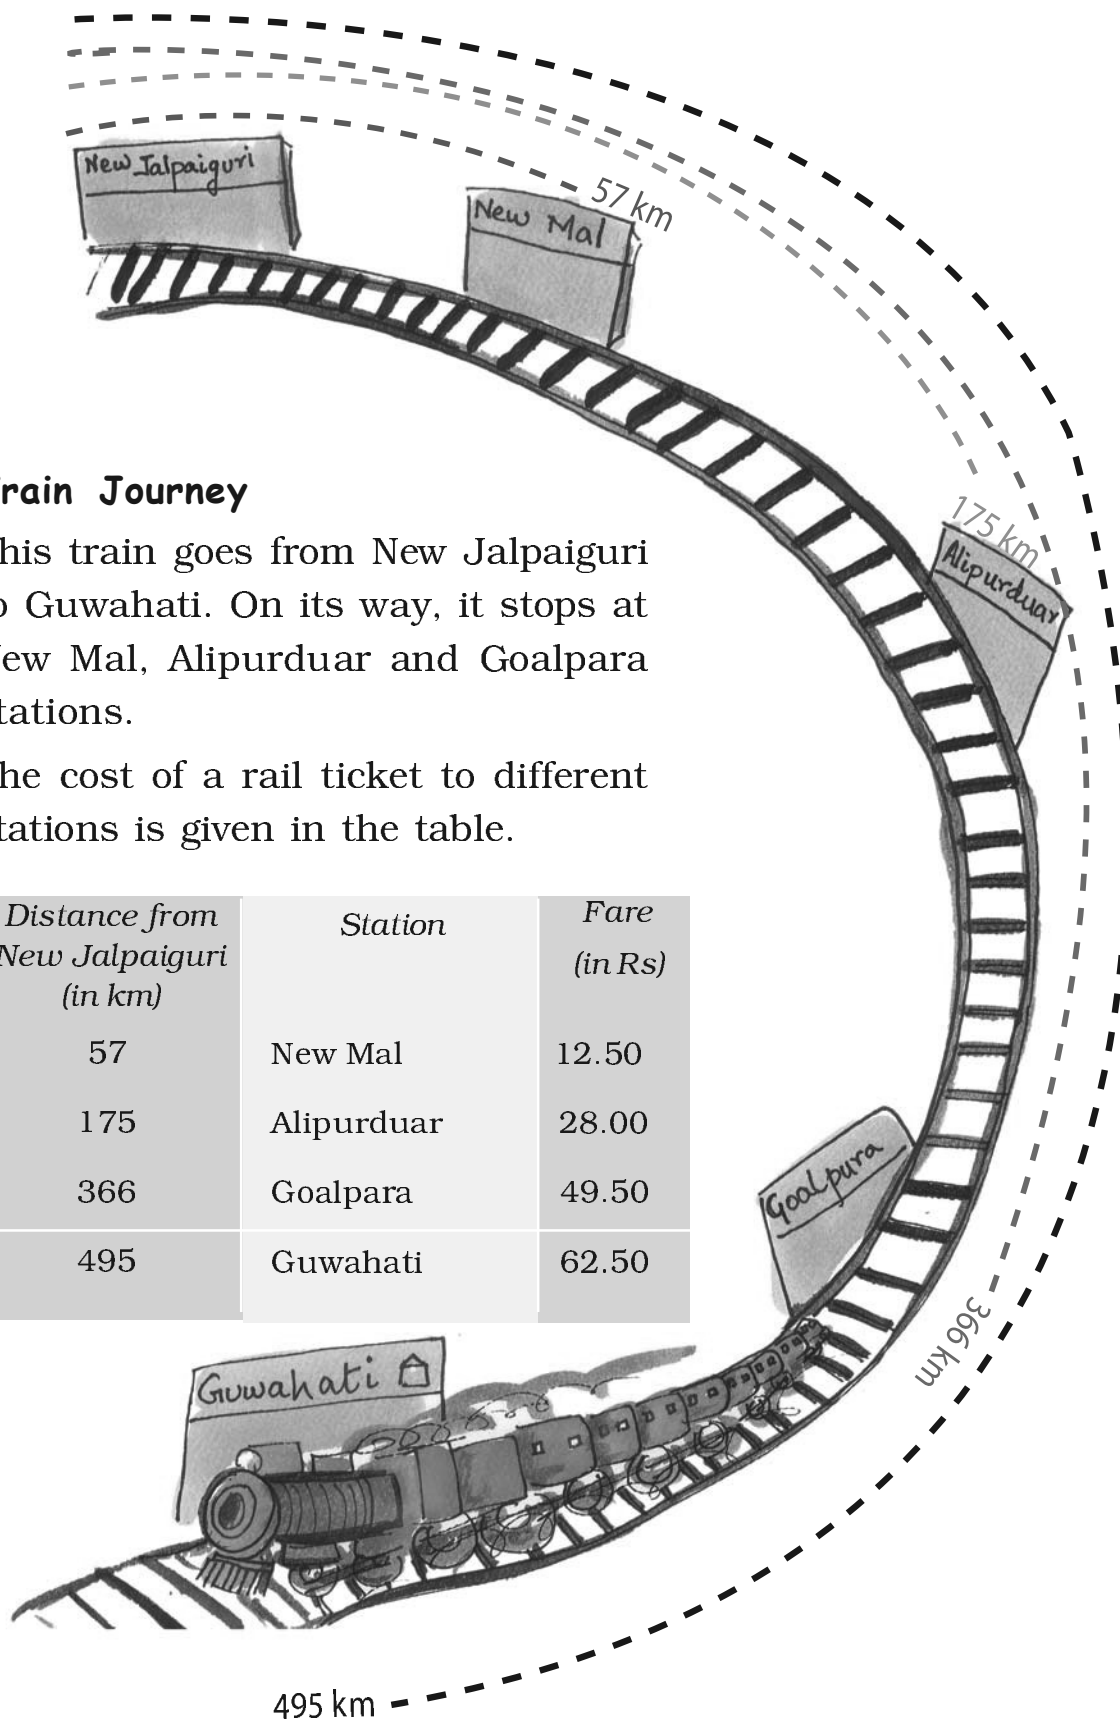 New Jalpaiguri
New Mal
57 km
175 km
Alipurduar
rain Journey
his train goes from New Jalpaiguri
o Guwahati. On its way, it stops at
ew Mal, Alipurduar and Goalpara
tations.
he cost of a rail ticket to different
tations is given in the table.
Distance from New Jalpaiguri (in km) Station Fare (in Rs)
57 New Mal 12.50
175 Alipurduar 28.00
366 Goalpara 49.50
495 Guwahati 62.50
Goalpura
366 km
Guwahati
495 km